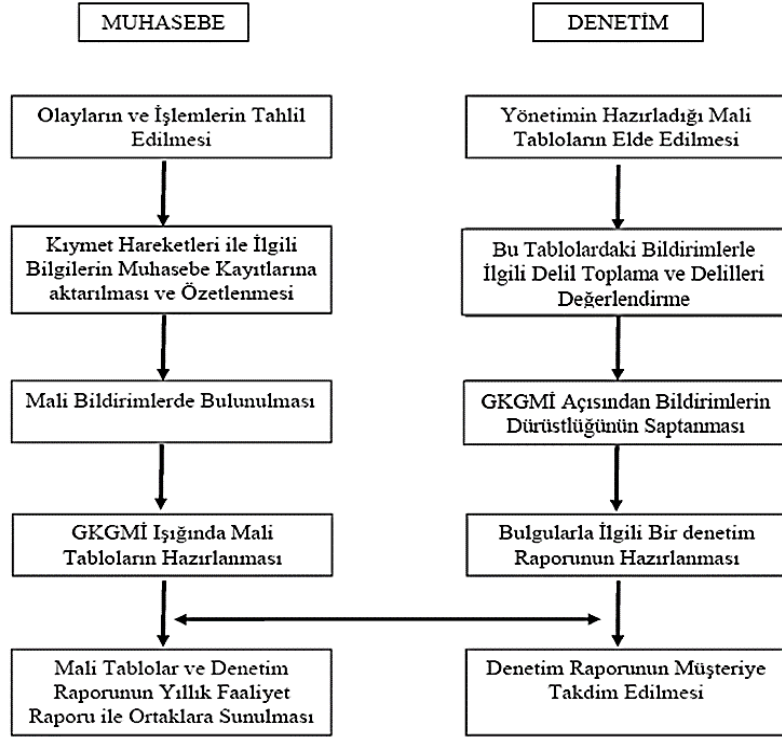 MUHASEBE
Olayların ve İşlemlerin Tahlil
Edilmesi
Kıymet Hareketleri ile İlgili
Bilgilerin Muhasebe Kayıtlarına
aktarılması ve Özetlenmesi
Mali Bildirimlerde Bulunulması
GKGMİ Işığında Mali
Tabloların Hazırlanması
Mali Tablolar ve Denetim
Raporunun Yıllık Faaliyet
Raporu ile Ortaklara Sunulması
DENETİM
Yönetimin Hazırladığı Mali
Tabloların Elde Edilmesi
Bu Tablolardaki Bildirimlerle
İlgili Delil Toplama ve Delilleri
Değerlendirme
GKGMİ Açısından Bildirimlerin
Dürüstlüğünün Saptanması
Bulgularla İlgili Bir denetim
Raporunun Hazırlanması
Denetim Raporunun Müşteriye
Takdim Edilmesi